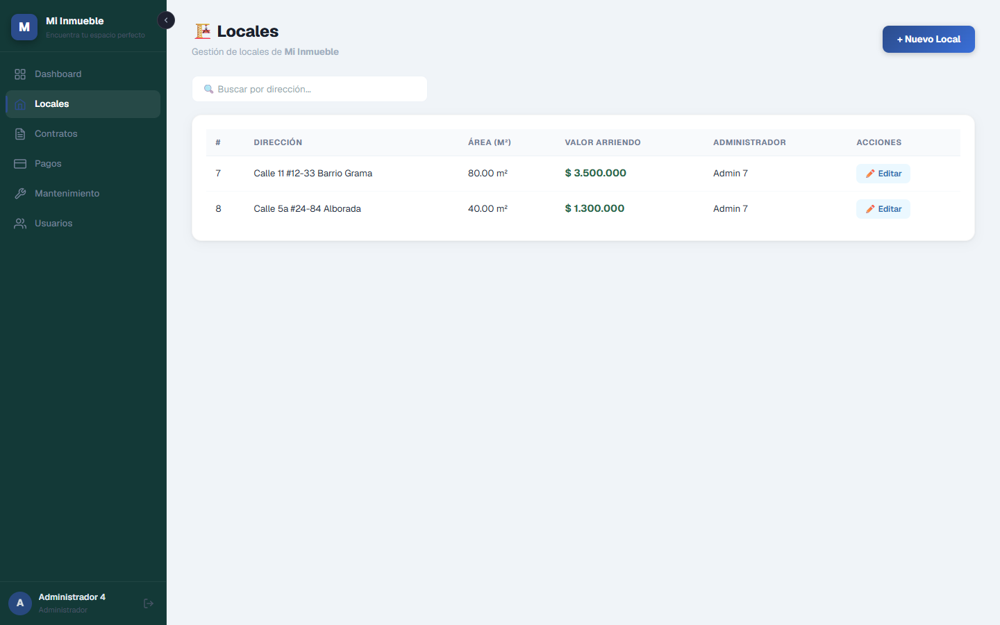 M
Mi Inmueble
Encuentra tu espacio perfecto
Dashboard
Locales
Contratos
Pagos
Mantenimiento
Usuarios
A
Administrador 4
Administrador
Locales
Gestión de locales de Mi Inmueble
+ Nuevo Local
Buscar por dirección...
# DIRECCIÓN ÁREA (M²) VALOR ARRIENDO ADMINISTRADOR ACCIONES
7 Calle 11 #12-33 Barrio Grama 80.00 m² $ 3.500.000 Admin 7 Editar
8 Calle 5a #24-84 Alborada 40.00 m² $ 1.300.000 Admin 7 Editar